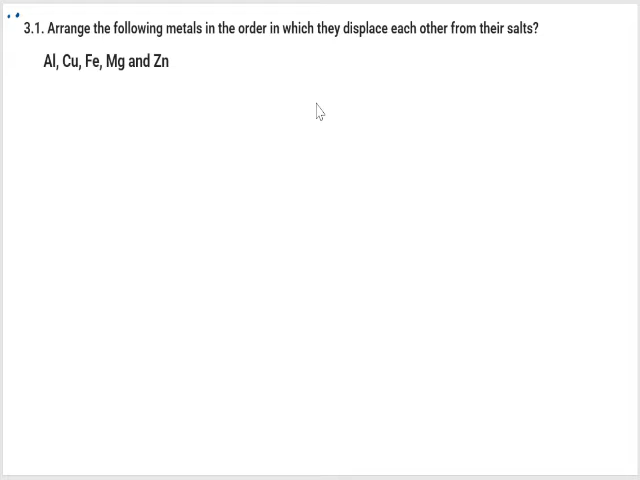 3.1. Arrange the following metals in the order in which they displace each other from their salts?
Al, Cu, Fe, Mg and Zn